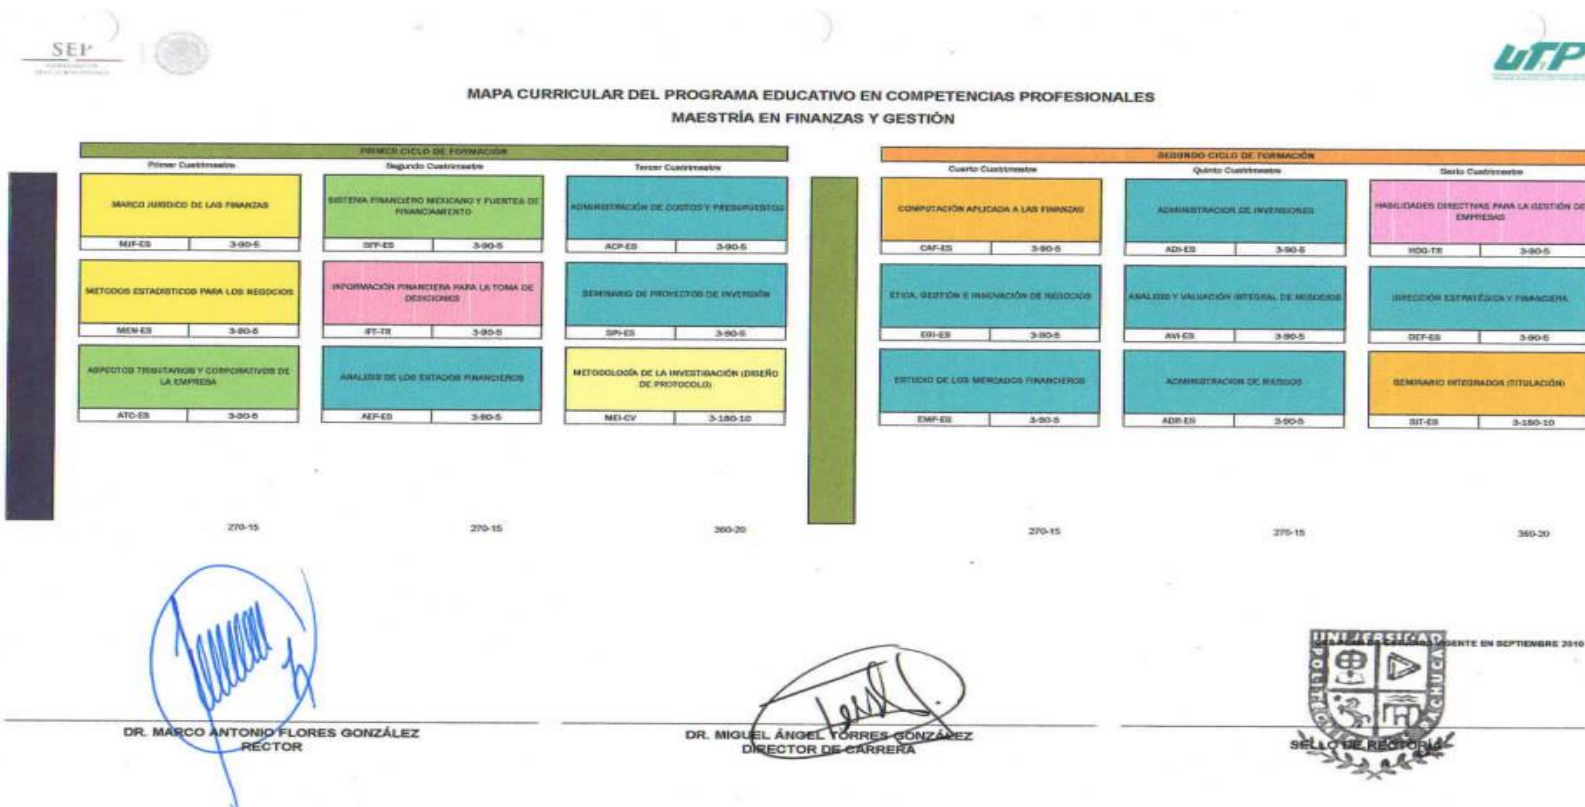 SEP
UTP
MAPA CURRICULAR DEL PROGRAMA EDUCATIVO EN COMPETENCIAS PROFESIONALES
MAESTRÍA EN FINANZAS Y GESTIÓN
PRIMER CICLO DE FORMACIÓN
Primer Cuatrimestre
Segundo Cuatrimestre
Tercer Cuatrimestre
MARCO JURÍDICO DE LAS FINANZAS
MJF-ES 3-90-5
SISTEMA FINANCIERO MEXICANO Y FUENTES DE
FINANCIAMIENTO
SFF-ES 3-90-5
ADMINISTRACIÓN DE COSTOS Y PRESUPUESTOS
ACP-ES 3-90-5
METODOS ESTADISTICOS PARA LOS NEGOCIOS
MEN-ES 3-90-5
INFORMACIÓN FINANCIERA PARA LA TOMA DE
IFT-TR 3-90-5
SEMINARIO DE PROYECTOS DE INVERSIÓN
SPI-ES 3-90-5
ASPECTOS TRIBUTARIOS Y CORPORATIVOS DE
LA EMPRESA
ATC-ES 3-90-5
ANALISIS DE LOS ESTADOS FINANCIEROS
AEF-ES 3-90-5
METODOLOGÍA DE LA INVESTIGACIÓN (DISEÑO
DE PROTOCOLO)
MEI-CV 3-180-10
270-15
270-15
360-20
SEGUNDO CICLO DE FORMACIÓN
Cuarto Cuatrimestre
Quinto Cuatrimestre
Sexto Cuatrimestre
COMPUTACIÓN APLICADA A LAS FINANZAS
CAF-ES 3-90-5
ADMINISTRACION DE INVERSIONES
ADI-ES 3-90-5
HABILIDADES DIRECTIVAS PARA LA GESTIÓN DE
EMPRESAS
HDG-TR 3-90-5
ETICA, GESTIÓN E INNOVACIÓN DE NEGOCIOS
EGI-ES 3-90-5
ANALISIS Y VALUACIÓN INTEGRAL DE NEGOCIOS
AVI-ES 3-90-5
DIRECCIÓN ESTRATÉGICA Y FINANCIERA
DEF-ES 3-90-5
ESTUDIO DE LOS MERCADOS FINANCIEROS
EMF-ES 3-90-5
ADMINISTRACION DE RIESGOS
ADR-ES 3-90-5
SEMINARIO INTEGRADOR (TITULACIÓN)
SIT-ES 3-180-10
270-15
270-15
360-20
VIGENTE EN SEPTIEMBRE 2010
DR. MARCO ANTONIO FLORES GONZÁLEZ
RECTOR
DR. MIGUEL ÁNGEL TORRES GONZÁLEZ
DIRECTOR DE CARRERA
SELLO DE RECTORÍA